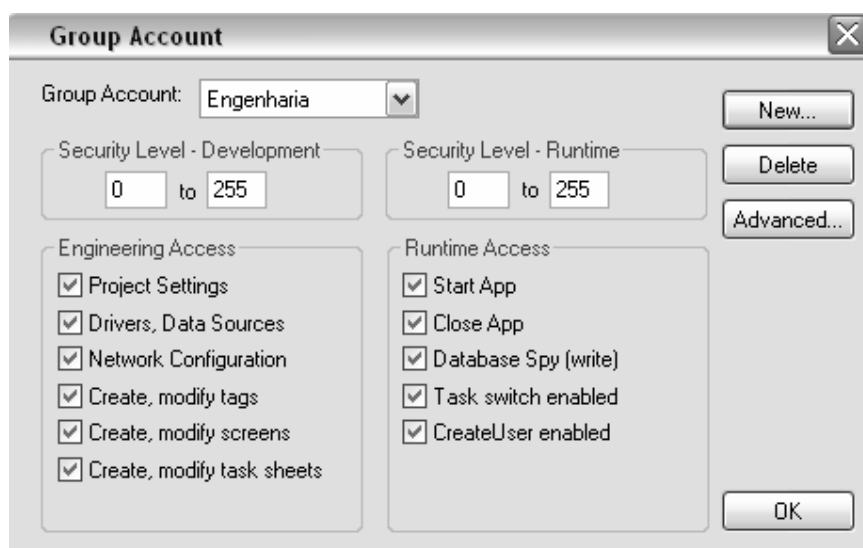 Group Account
Group Account: Engenharia
New...
Security Level - Development
0 to 255
Security Level - Runtime
0 to 255
Delete
Advanced...
Engineering Access
Project Settings
Drivers, Data Sources
Network Configuration
Create, modify tags
Create, modify screens
Create, modify task sheets
Runtime Access
Start App
Close App
Database Spy (write)
Task switch enabled
CreateUser enabled
OK